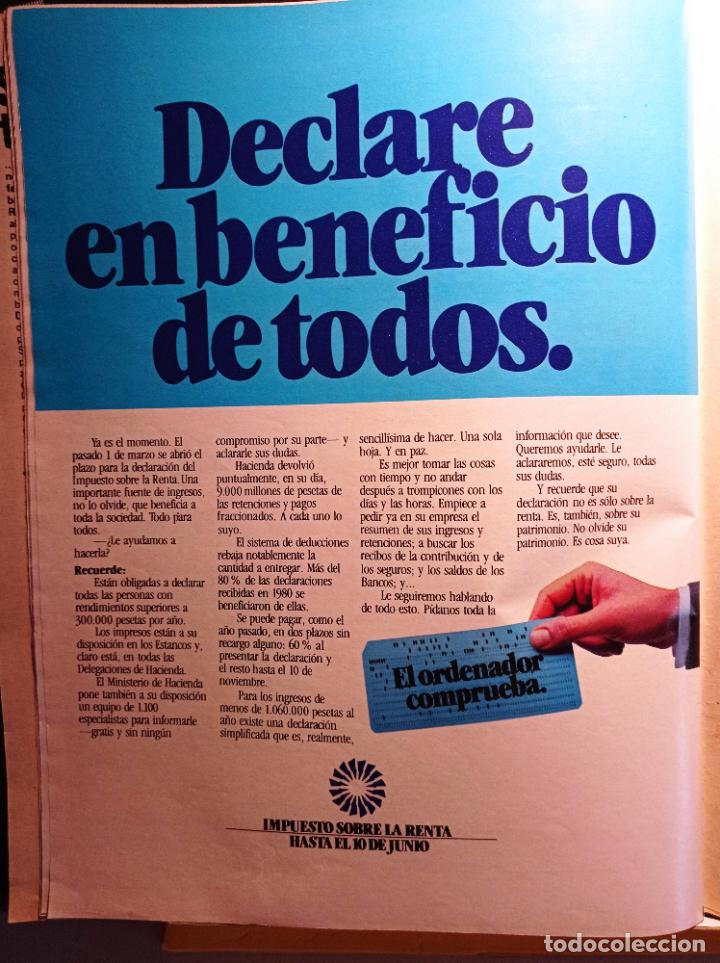 Declare
en beneficio
de todos.
Ya es el momento. El
pasado 1 de marzo se abrió el
plazo para la declaración del
Impuesto sobre la Renta. Una
importante fuente de ingresos,
no lo olvide, que beneficia a
toda la sociedad. Todo para
todos.
—¿Le ayudamos a
hacerla?
Recuerde:
Están obligadas a declarar
todas las personas con
rendimientos superiores a
300.000 pesetas por año.
Los impresos están a su
disposición en los Estancos y,
claro está, en todas las
Delegaciones de Hacienda.
El Ministerio de Hacienda
pone también a su disposición
un equipo de 1.100
especialistas para informarle
—gratis y sin ningún
compromiso por su parte— y
aclararle sus dudas.
Hacienda devolvió
puntualmente, en su día,
9.000 millones de pesetas de
las retenciones y pagos
fraccionados. A cada uno lo
suyo.
El sistema de deducciones
rebaja notablemente la
cantidad a entregar. Más del
80 % de las declaraciones
recibidas en 1980 se
beneficiaron de ellas.
Se puede pagar, como el
año pasado, en dos plazos sin
recargo alguno: 60 % al
presentar la declaración y
el resto hasta el 10 de
noviembre.
Para los ingresos de
menos de 1.060.000 pesetas al
año existe una declaración
simplificada que es, realmente,
sencillísima de hacer. Una sola
hoja. Y en paz.
Es mejor tomar las cosas
con tiempo y no andar
después a trompicones con los
días y las horas. Empiece a
pedir ya en su empresa el
resumen de sus ingresos y
retenciones; a buscar los
recibos de la contribución y de
los seguros; y los saldos de los
Bancos; y...
Le seguiremos hablando
de todo esto. Pídanos toda la
información que desee.
Queremos ayudarle. Le
aclararemos, esté seguro, todas
sus dudas.
Y recuerde que su
declaración no es sólo sobre la
renta. Es, también, sobre su
patrimonio. No olvide su
patrimonio. Es cosa suya.
El ordenador
comprueba.
IMPUESTO SOBRE LA RENTA
HASTA EL 10 DE JUNIO
todocoleccion